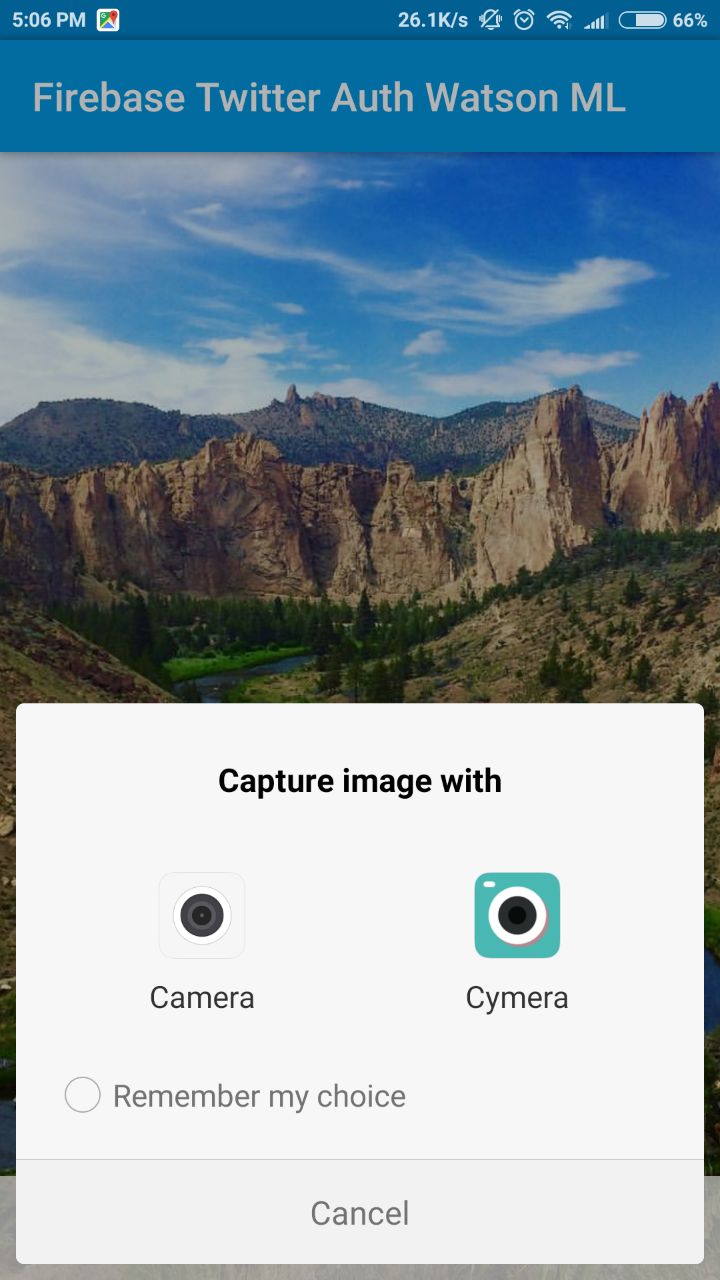 5:06 PM 26.1K/s 66%
Firebase Twitter Auth Watson ML
Capture image with
Camera Cymera
Remember my choice
Cancel